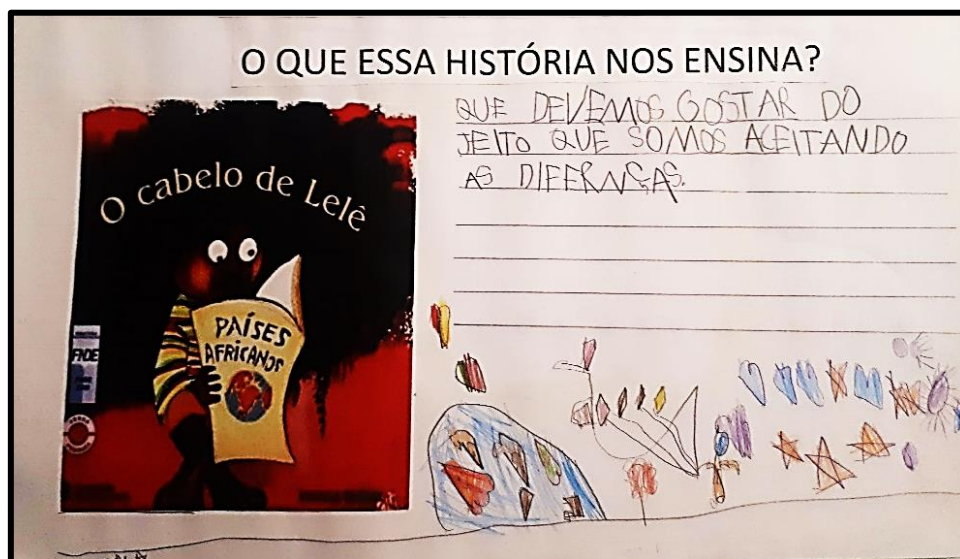 O QUE ESSA HISTÓRIA NOS ENSINA?
QUE DEVEMOS GOSTAR DO
JEITO QUE SOMOS ACEITANDO
AS DIFERNÇAS.
O cabelo de Lelê
PAÍSES
AFRICANOS
FNDE